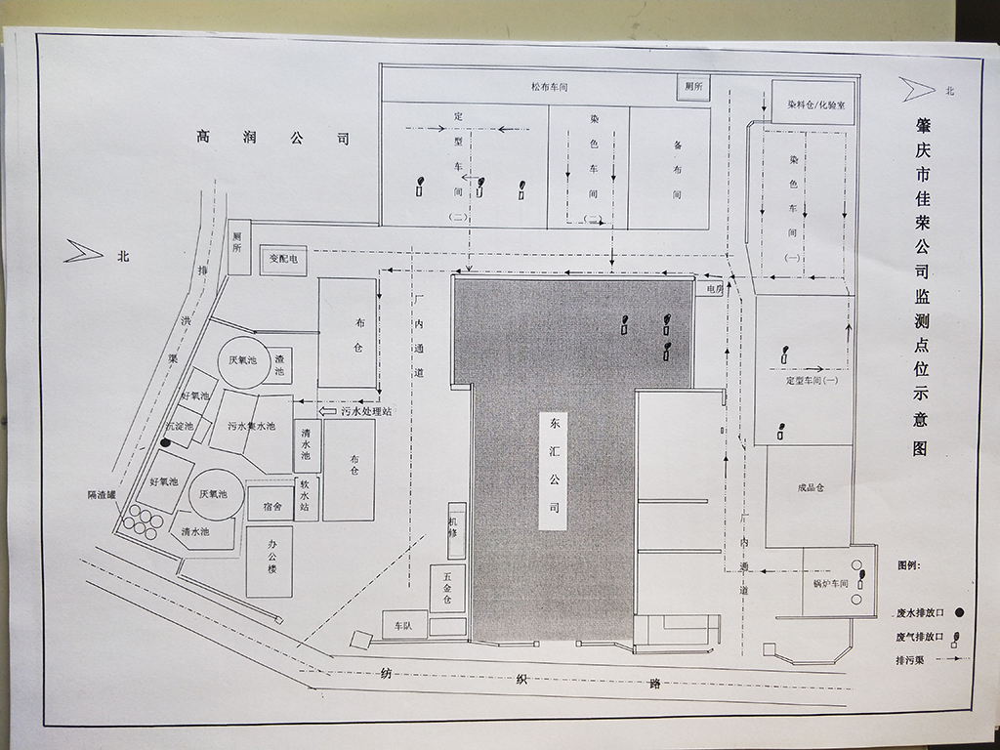 肇庆市佳荣公司监测点位示意图
北
松布车间
厕所
染料仓/化验室
高润公司
定型车间(二)
染色车间(二)
备布间
染色车间(一)
厕所
变配电
北
排洪渠
布仓
厂内通道
电房
厌氧池
渣池
好氧池
沉淀池
污水集水池
清水池
污水处理站
布仓
东汇公司
定型车间(一)
成品仓
好氧池
厌氧池
隔渣罐
清水池
宿舍
软水站
办公楼
机修
五金仓
车队
厂内通道
锅炉车间
图例:
废水排放口
废气排放口
排污渠
纺织路